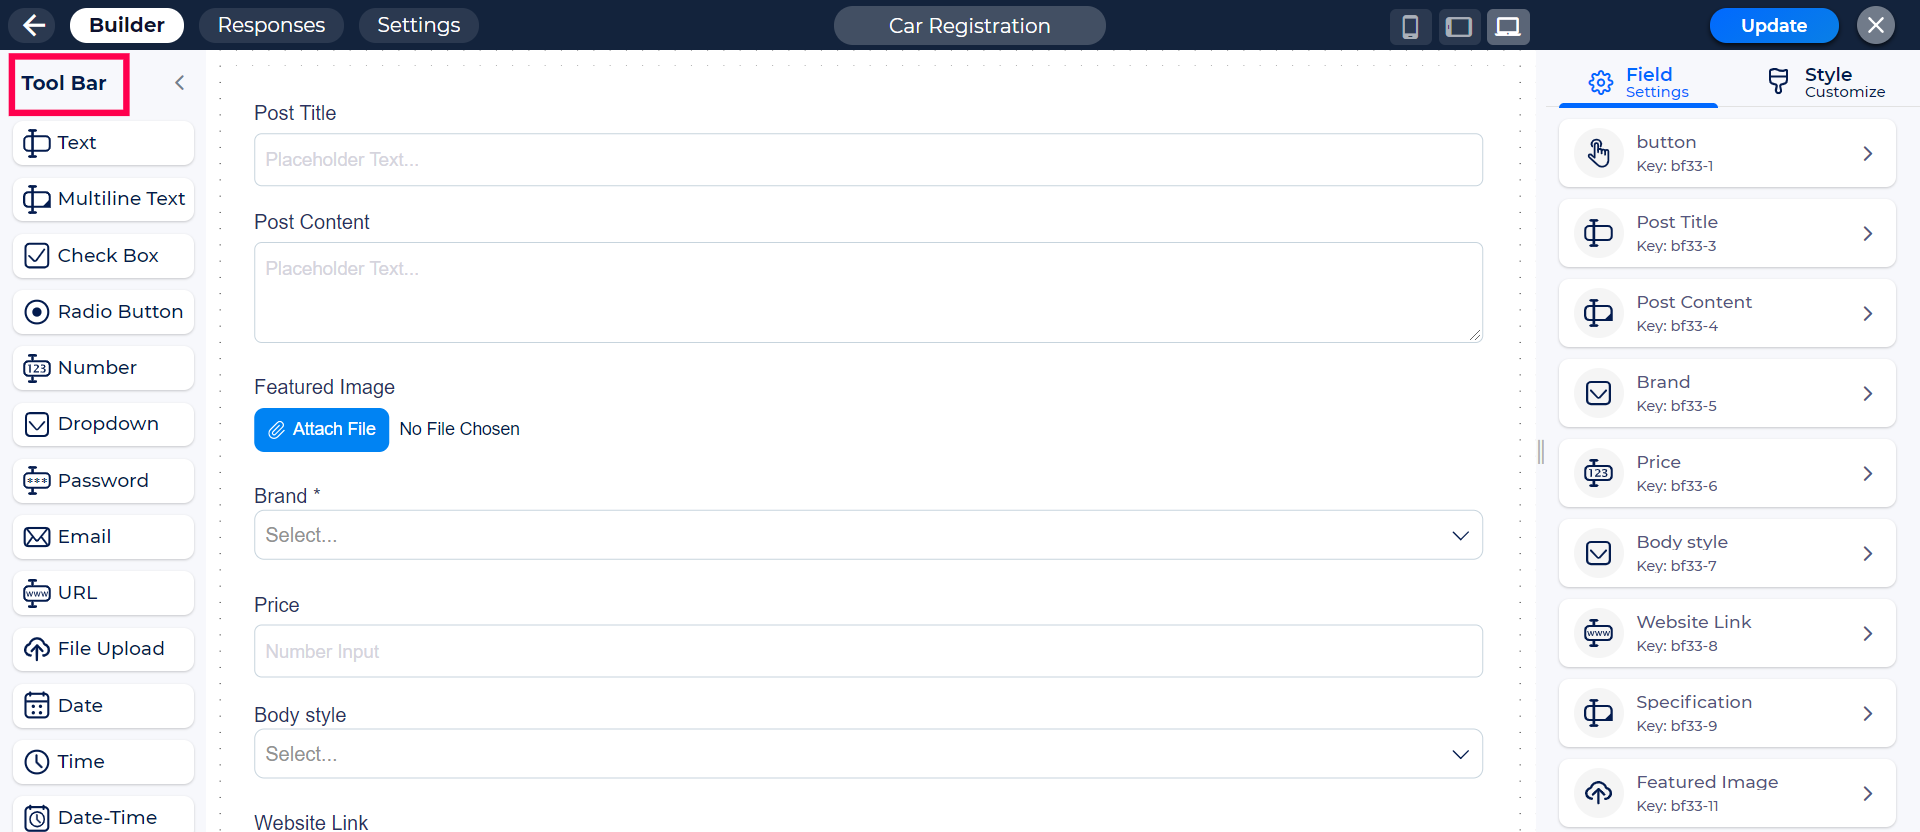 Builder
Responses
Settings
Car Registration
Update
Tool Bar
Text
Multiline Text
Check Box
Radio Button
123 Number
Dropdown
*** Password
Email
www URL
File Upload
Date
Time
Date-Time
Post Title
Placeholder Text...
Post Content
Placeholder Text...
Featured Image
Attach File No File Chosen
Brand *
Select...
Price
Number Input
Body style
Select...
Website Link
Field
Settings
Style
Customize
button
Key: bf33-1
Post Title
Key: bf33-3
Post Content
Key: bf33-4
Brand
Key: bf33-5
123
Price
Key: bf33-6
Body style
Key: bf33-7
www
Website Link
Key: bf33-8
Specification
Key: bf33-9
Featured Image
Key: bf33-11